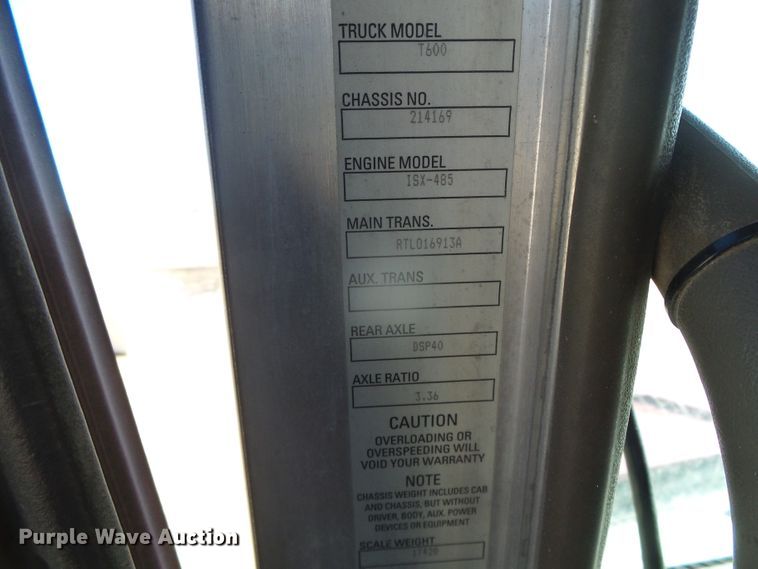 TRUCK MODEL
T600
CHASSIS NO.
214169
ENGINE MODEL
ISX-485
MAIN TRANS.
RTLO16913A
AUX. TRANS
REAR AXLE
DSP40
AXLE RATIO
3.36
CAUTION
OVERLOADING OR
OVERSPEEDING WILL
VOID YOUR WARRANTY
NOTE
CHASSIS WEIGHT INCLUDES CAB
AND CHASSIS, BUT WITHOUT
DRIVER, BODY, AUX. POWER
DEVICES OR EQUIPMENT
SCALE WEIGHT
17420
Purple Wave Auction